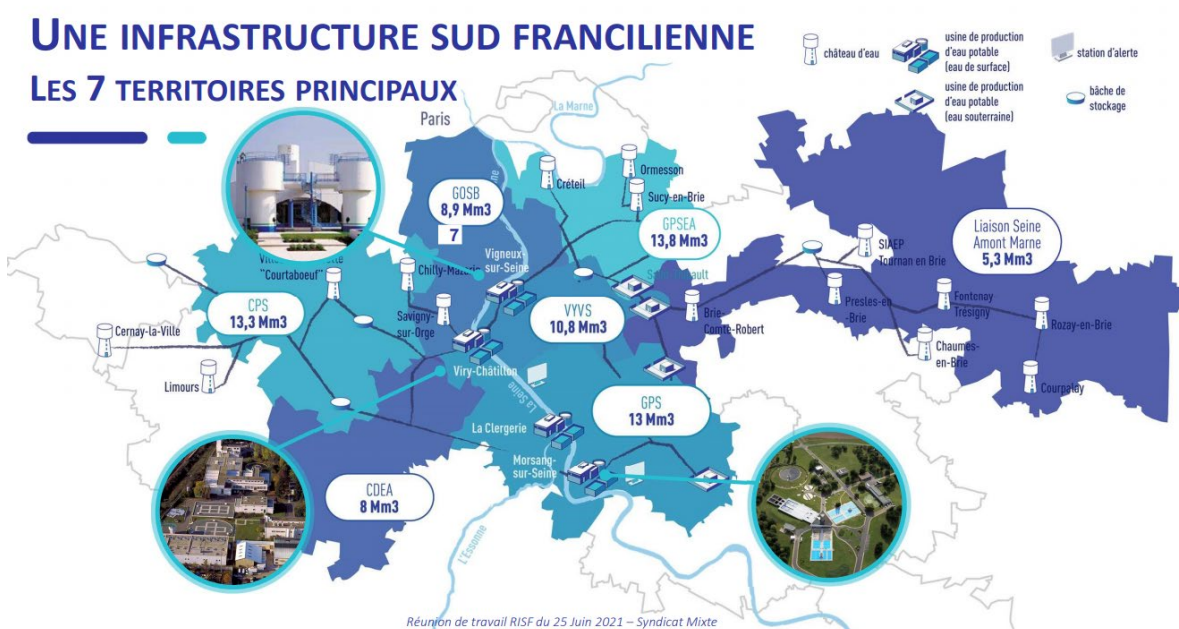 UNE INFRASTRUCTURE SUD FRANCILIENNE
LES 7 TERRITOIRES PRINCIPAUX
château d'eau
usine de production
d'eau potable
(eau de surface)
usine de production
d'eau potable
(eau souterraine)
station d'alerte
bâche de
stockage
La Marne
Paris
Créteil
Ormesson
Sucy-en-Brie
GOSB
8,9 Mm3
7
GPSEA
13,8 Mm3
Liaison Seine
Amont Marne
5,3 Mm3
SIAEP
Tournan en Brie
Vigneux-
sur-Seine
"Courtaboeuf"
Chilly-Mazarin
CPS
13,3 Mm3
Savigny-
sur-Orge
VYVS
10,8 Mm3
Brie-
Comte-Robert
Presles-en
-Brie
Fontenay
Trésigny
Rozay-en-Brie
Cernay-la-Ville
Limours
Viry-Châtillon
La Seine
Chaumes-
en-Brie
Courpalay
GPS
13 Mm3
La Clergerie
Morsang-
sur-Seine
CDEA
8 Mm3
L'Essonne
Réunion de travail RISF du 25 Juin 2021 – Syndicat Mixte